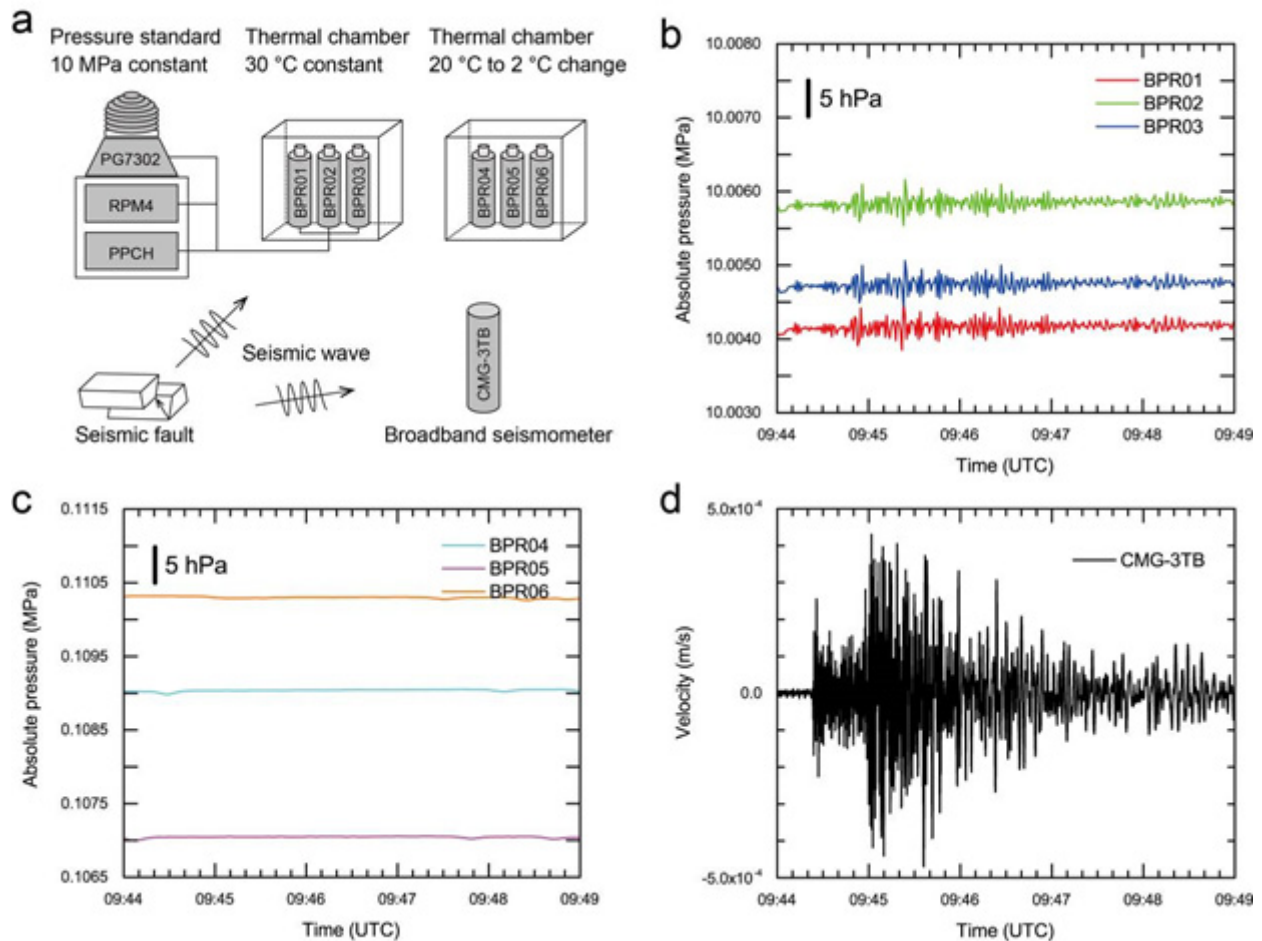 a
Pressure standard
10 MPa constant
Thermal chamber
30 °C constant
Thermal chamber
20 °C to 2 °C change
PG7302
RPM4
PPCH
BPR01
BPR02
BPR03
BPR04
BPR05
BPR06
Seismic wave
Seismic fault
CMG-3TB
Broadband seismometer
b
10.0080
10.0070
10.0060
10.0050
10.0040
10.0030
Absolute pressure (MPa)
5 hPa
BPR01
BPR02
BPR03
09:44 09:45 09:46 09:47 09:48 09:49
Time (UTC)
c
0.1115
0.1105
0.1095
0.1085
0.1075
0.1065
Absolute pressure (MPa)
5 hPa
BPR04
BPR05
BPR06
09:44 09:45 09:46 09:47 09:48 09:49
Time (UTC)
d
5.0x10⁻⁴
0.0
-5.0x10⁻⁴
Velocity (m/s)
CMG-3TB
09:44 09:45 09:46 09:47 09:48 09:49
Time (UTC)